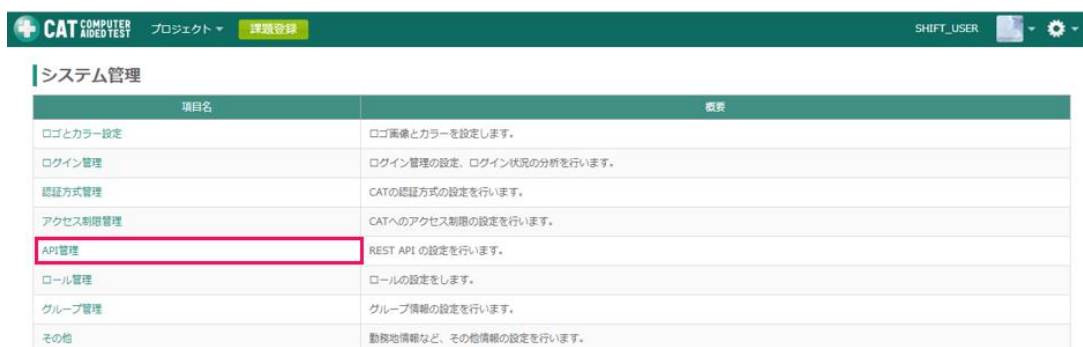 CAT COMPUTER AIDED TEST プロジェクト 課題登録 SHIFT_USER
システム管理
項目名 概要
ロゴとカラー設定 ロゴ画像とカラーを設定します。
ログイン管理 ログイン管理の設定、ログイン状況の分析を行います。
認証方式管理 CATの認証方式の設定を行います。
アクセス制限管理 CATへのアクセス制限の設定を行います。
API管理 REST API の設定を行います。
ロール管理 ロールの設定をします。
グループ管理 グループ情報の設定を行います。
その他 勤務地情報など、その他情報の設定を行います。